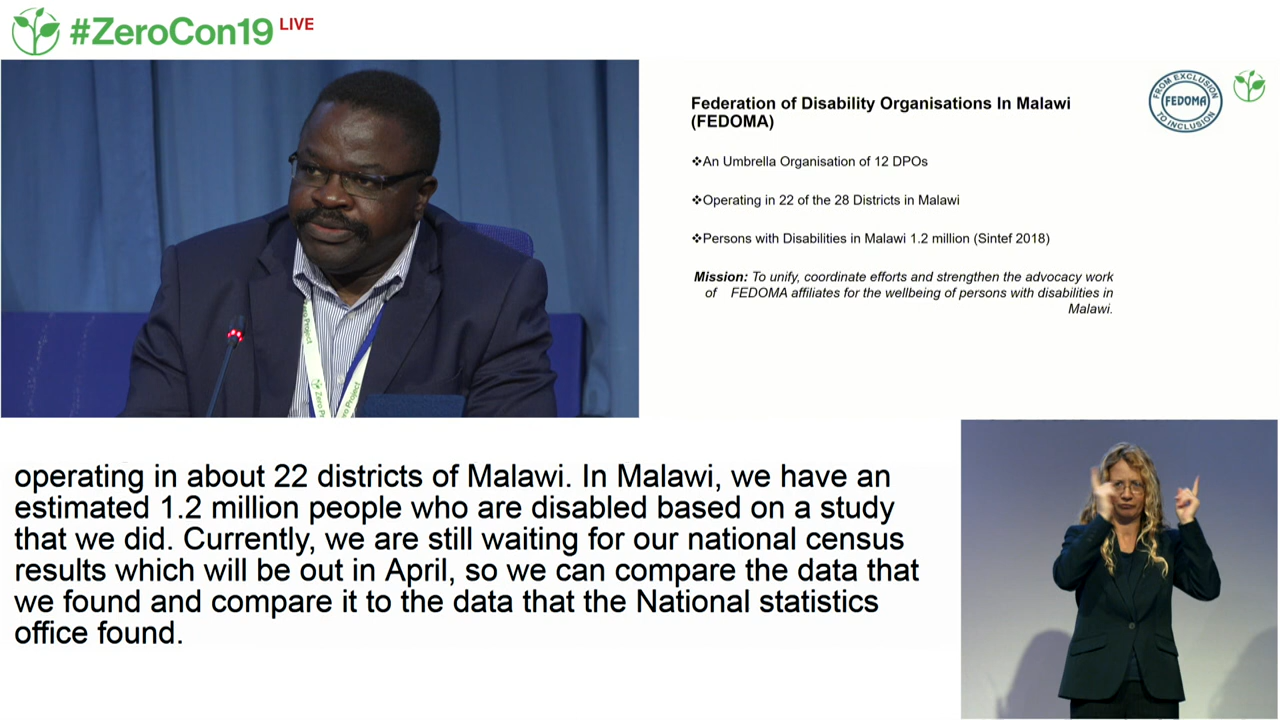 #ZeroCon19 LIVE
Federation of Disability Organisations In Malawi
(FEDOMA)
FROM EXCLUSION
FEDOMA
TO INCLUSION
❖An Umbrella Organisation of 12 DPOs
❖Operating in 22 of the 28 Districts in Malawi
❖Persons with Disabilities in Malawi 1.2 million (Sintef 2018)
Mission: To unify, coordinate efforts and strengthen the advocacy work
of FEDOMA affiliates for the wellbeing of persons with disabilities in
Malawi.
Zero Project
operating in about 22 districts of Malawi. In Malawi, we have an
estimated 1.2 million people who are disabled based on a study
that we did. Currently, we are still waiting for our national census
results which will be out in April, so we can compare the data that
we found and compare it to the data that the National statistics
office found.